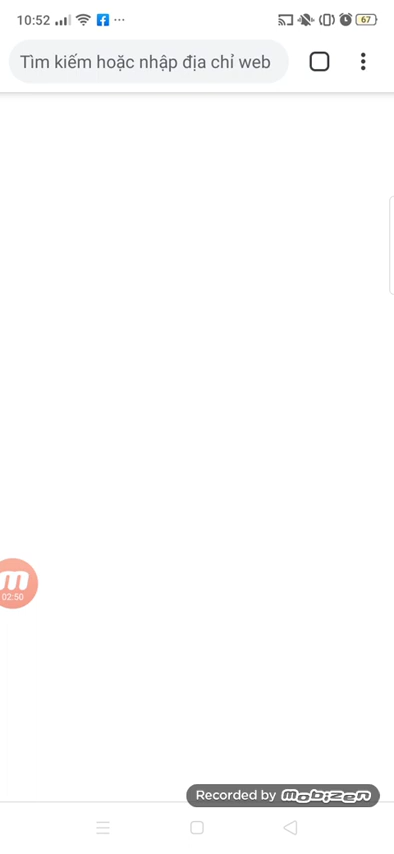 10:52
67
Tìm kiếm hoặc nhập địa chỉ web
m
02:50
Recorded by mobizen